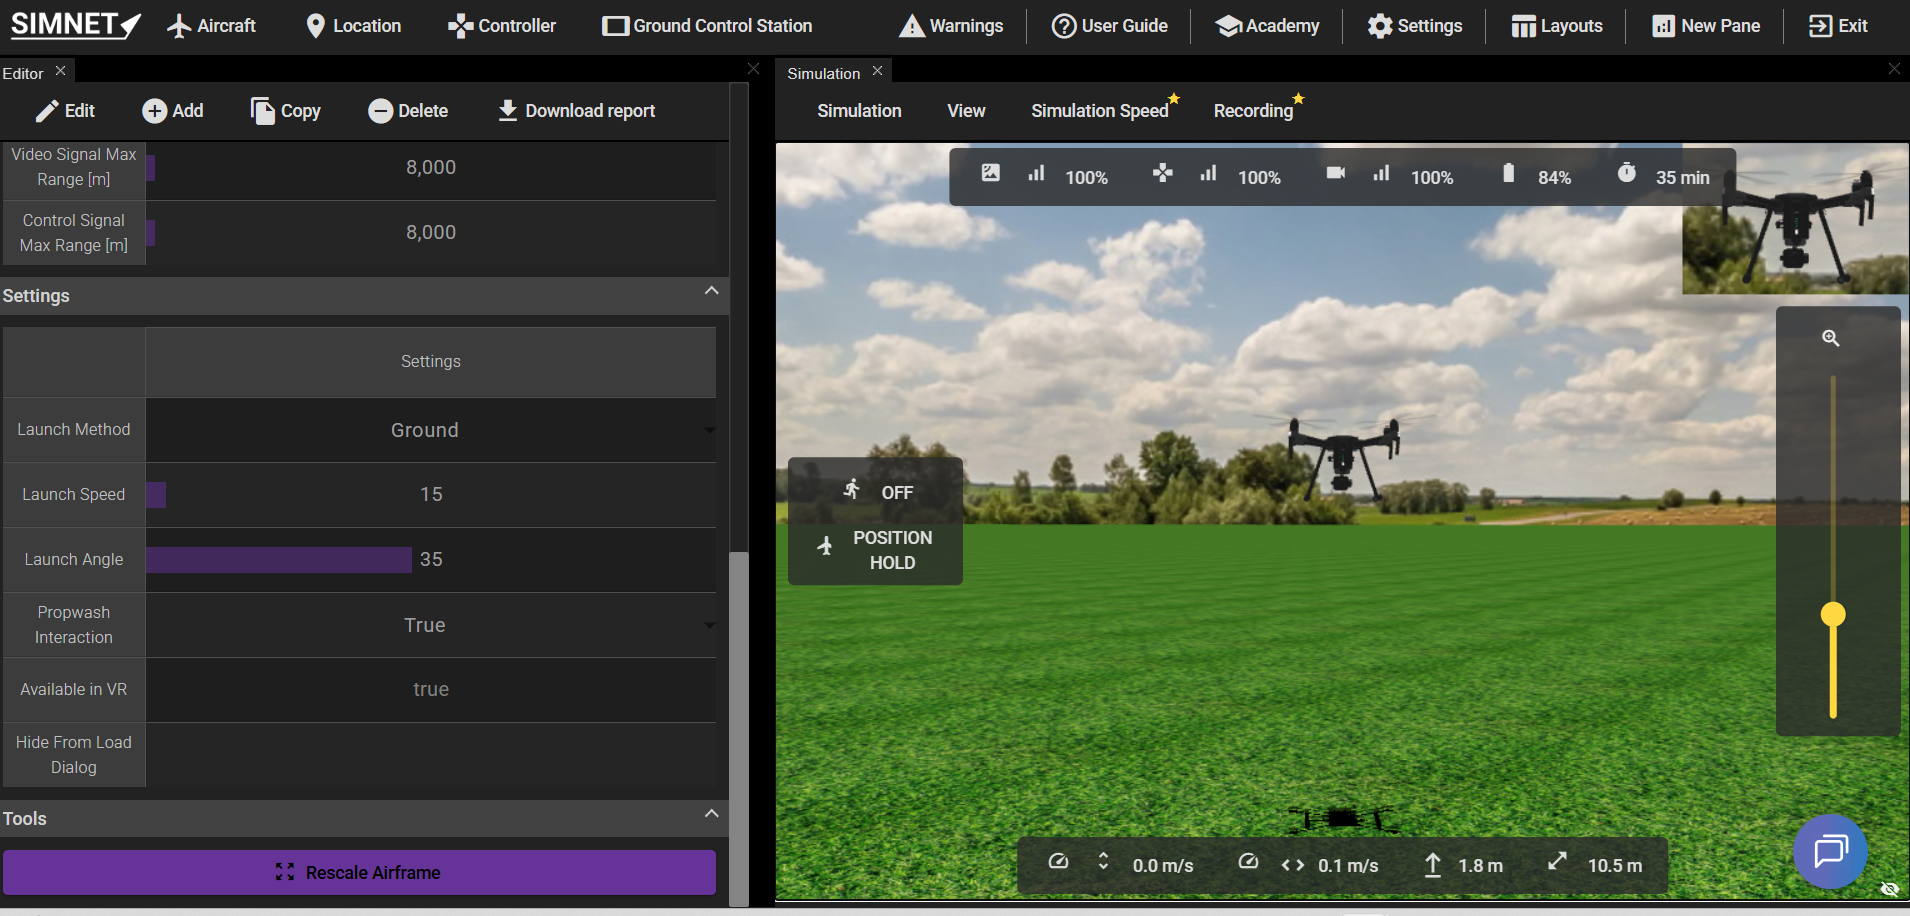 SIMNET Aircraft Location Controller Ground Control Station Warnings User Guide Academy Settings Layouts New Pane Exit
Editor
Edit Add Copy Delete Download report
Video Signal Max
Range [m]
8,000
Control Signal
Max Range [m]
8,000
Settings
Settings
Launch Method
Ground
Launch Speed
15
Launch Angle
35
Propwash
Interaction
True
Available in VR
true
Hide From Load
Dialog
Tools
Rescale Airframe
Simulation
Simulation View Simulation Speed Recording
100% 100% 100% 84% 35 min
OFF
POSITION
HOLD
0.0 m/s 0.1 m/s 1.8 m 10.5 m